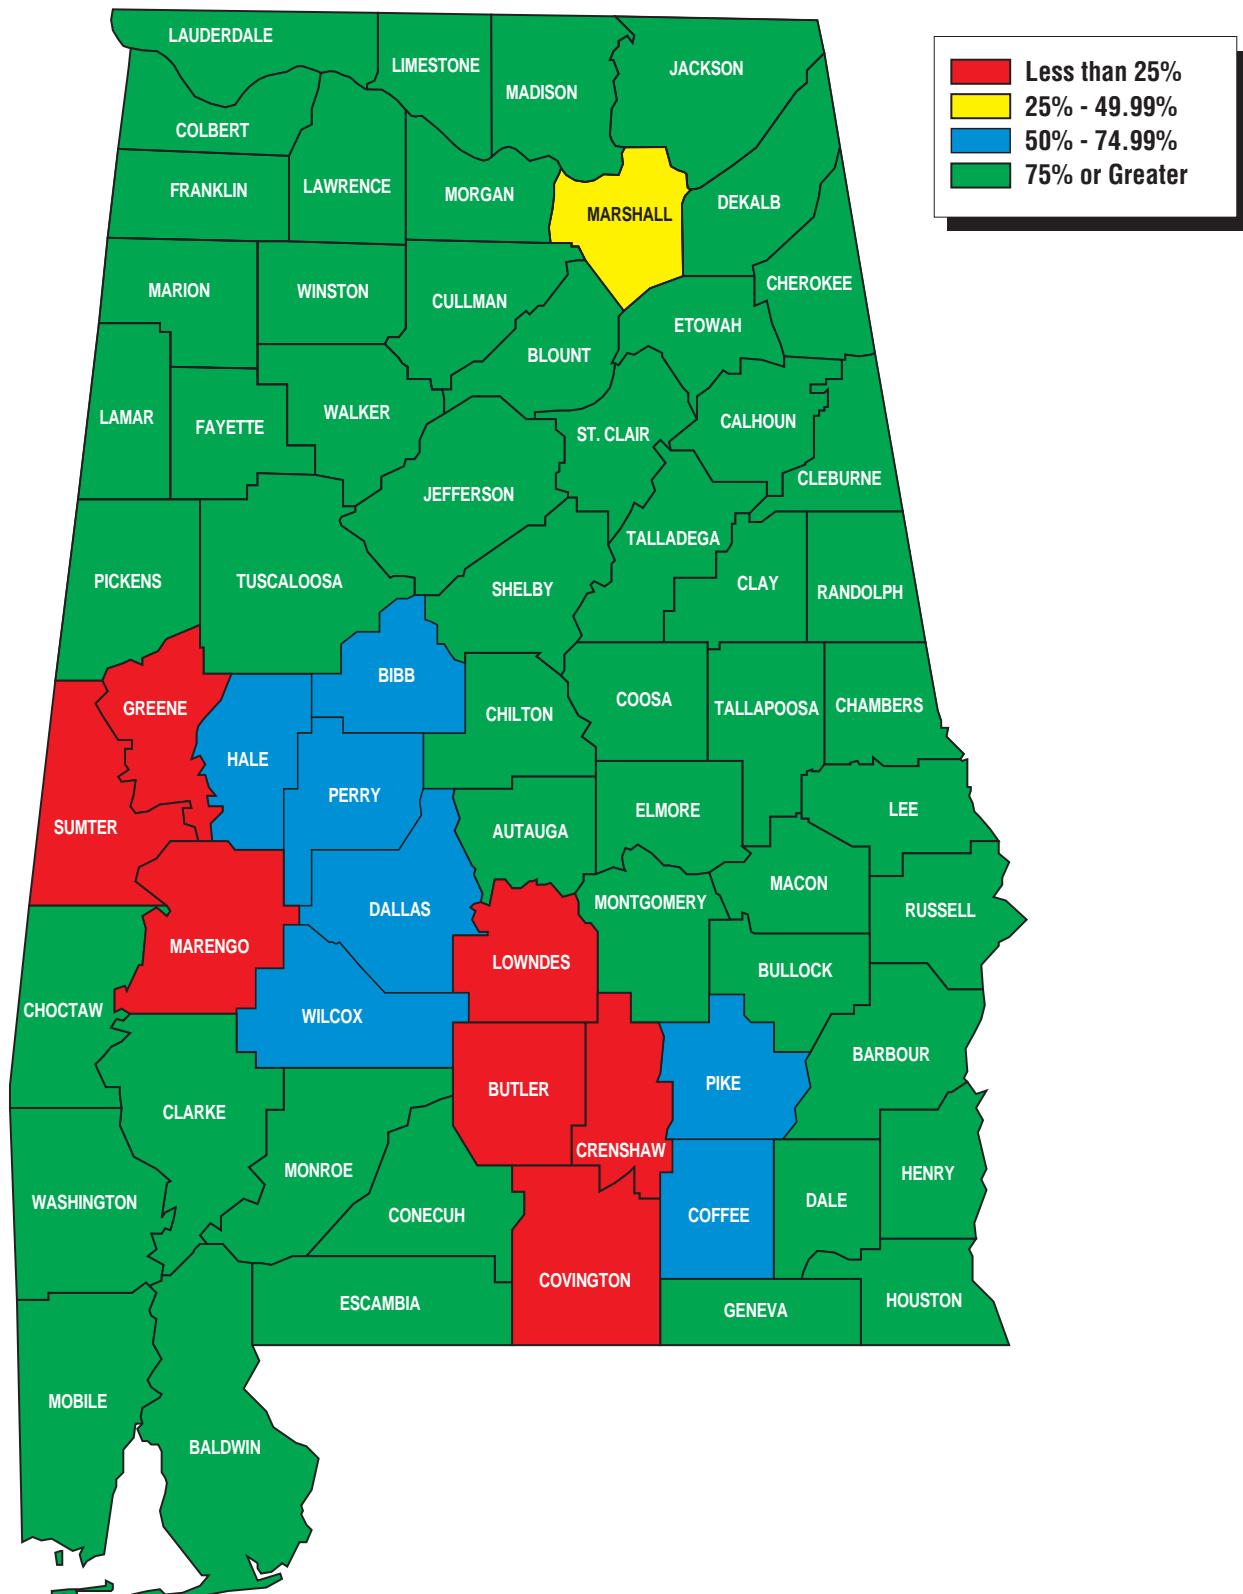 LAUDERDALE
LIMESTONE
MADISON
JACKSON
Less than 25%
25% - 49.99%
50% - 74.99%
75% or Greater
COLBERT
FRANKLIN
LAWRENCE
MORGAN
MARSHALL
DEKALB
MARION
WINSTON
CULLMAN
CHEROKEE
ETOWAH
BLOUNT
LAMAR
FAYETTE
WALKER
ST. CLAIR
CALHOUN
CLEBURNE
JEFFERSON
TALLADEGA
PICKENS
TUSCALOOSA
SHELBY
CLAY
RANDOLPH
BIBB
GREENE
CHILTON
COOSA
TALLAPOOSA
CHAMBERS
HALE
PERRY
SUMTER
AUTAUGA
ELMORE
LEE
DALLAS
MONTGOMERY
MACON
RUSSELL
MARENGO
LOWNDES
BULLOCK
CHOCTAW
WILCOX
BARBOUR
CLARKE
BUTLER
PIKE
CRENSHAW
MONROE
HENRY
WASHINGTON
CONECUH
COFFEE
DALE
COVINGTON
ESCAMBIA
GENEVA
HOUSTON
MOBILE
BALDWIN